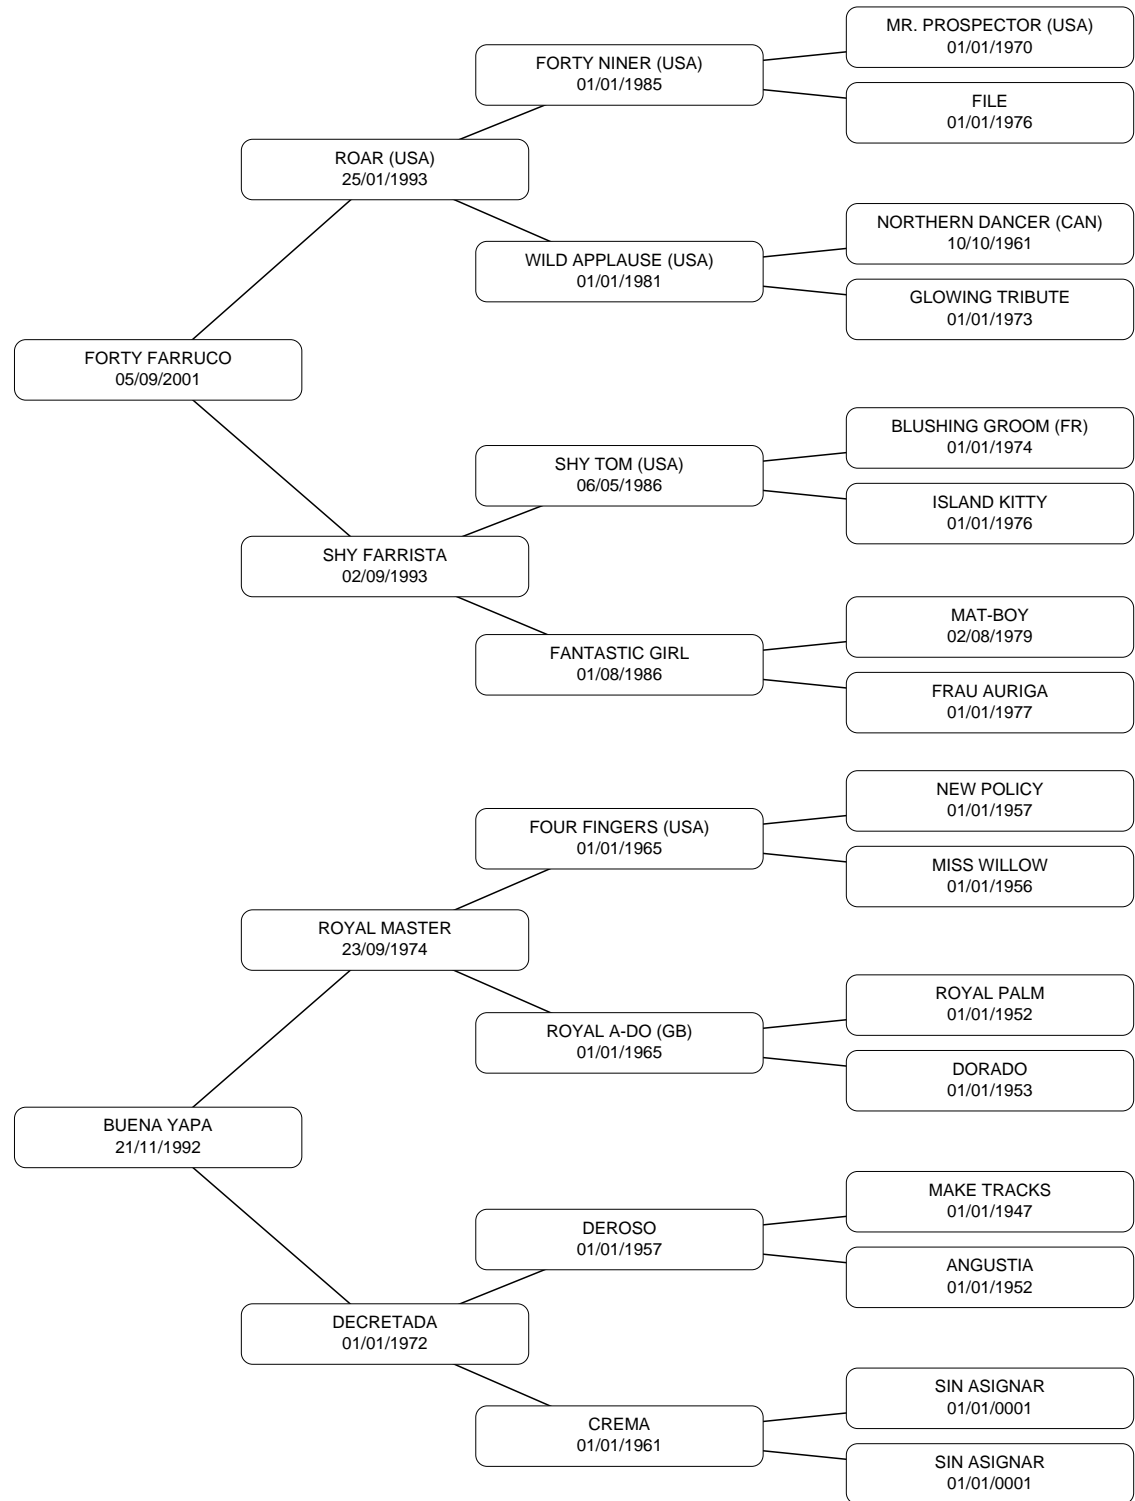 MR. PROSPECTOR (USA)
01/01/1970
FORTY NINER (USA)
01/01/1985
FILE
01/01/1976
ROAR (USA)
25/01/1993
NORTHERN DANCER (CAN)
10/10/1961
WILD APPLAUSE (USA)
01/01/1981
GLOWING TRIBUTE
01/01/1973
FORTY FARRUCO
05/09/2001
BLUSHING GROOM (FR)
01/01/1974
SHY TOM (USA)
06/05/1986
ISLAND KITTY
01/01/1976
SHY FARRISTA
02/09/1993
MAT-BOY
02/08/1979
FANTASTIC GIRL
01/08/1986
FRAU AURIGA
01/01/1977
NEW POLICY
01/01/1957
FOUR FINGERS (USA)
01/01/1965
MISS WILLOW
01/01/1956
ROYAL MASTER
23/09/1974
ROYAL PALM
01/01/1952
ROYAL A-DO (GB)
01/01/1965
DORADO
01/01/1953
BUENA YAPA
21/11/1992
MAKE TRACKS
01/01/1947
DEROSO
01/01/1957
ANGUSTIA
01/01/1952
DECRETADA
01/01/1972
SIN ASIGNAR
01/01/0001
CREMA
01/01/1961
SIN ASIGNAR
01/01/0001